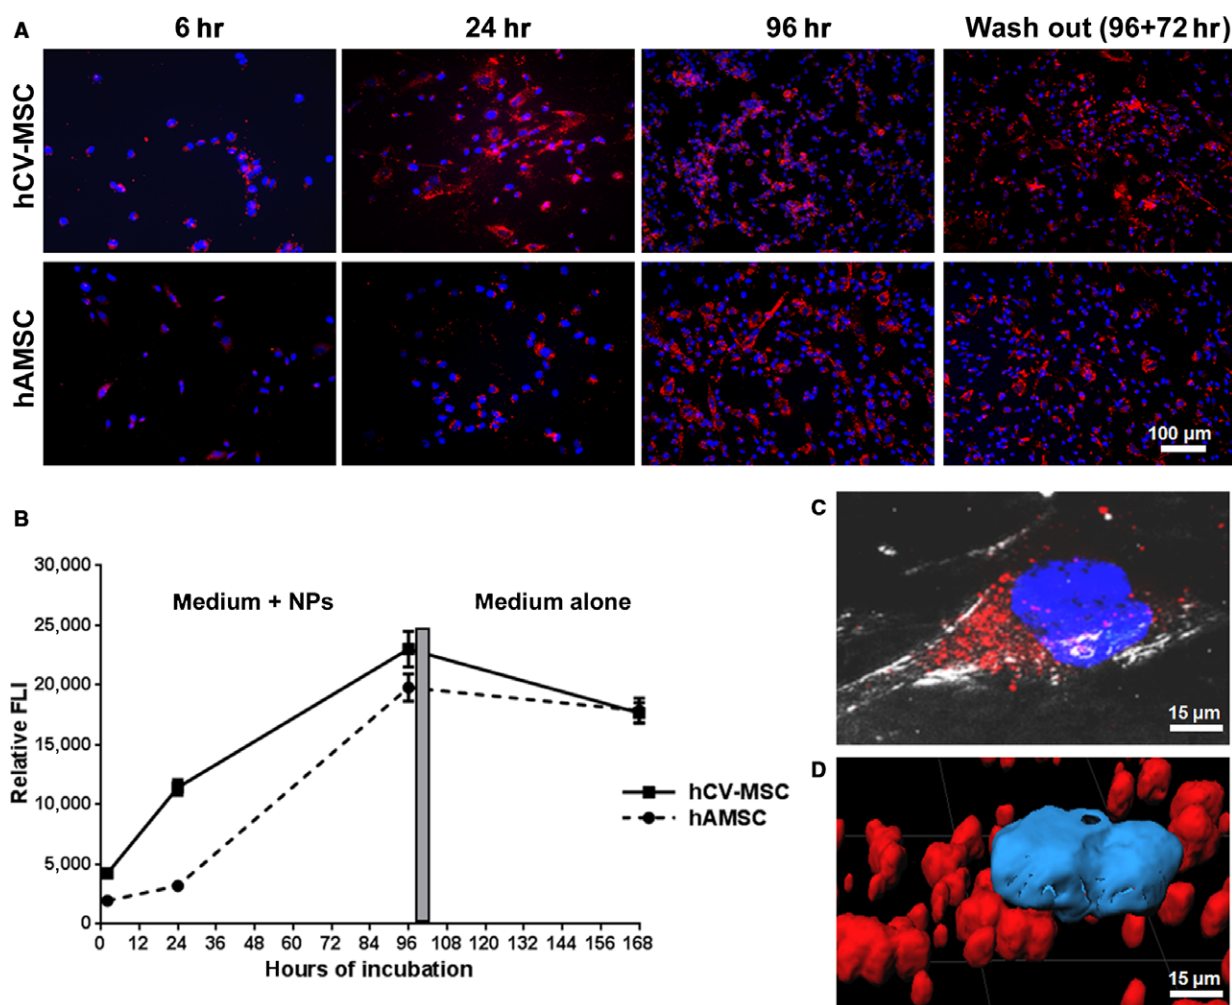 A
6 hr
24 hr
96 hr
Wash out (96+72 hr)
hCV-MSC
hAMSC
100 µm
B
30,000
25,000
20,000
15,000
10,000
5,000
0
Relative FLI
Medium + NPs
Medium alone
hCV-MSC
hAMSC
0 12 24 36 48 60 72 84 96 108 120 132 144 156 168
Hours of incubation
C
15 µm
D
15 µm